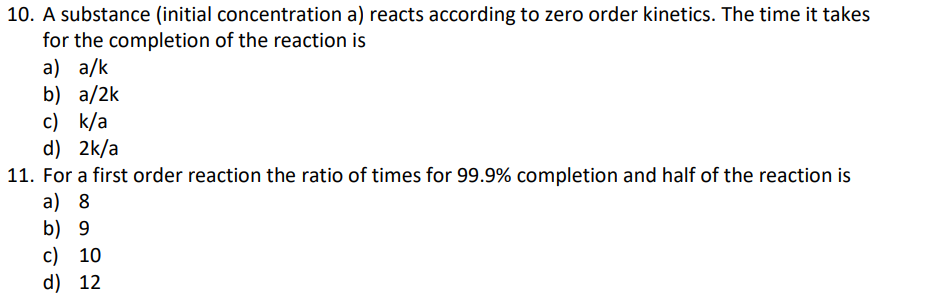 10. A substance (initial concentration a) reacts according to zero order kinetics. The time it takes
for the completion of the reaction is
a) a/k
b) a/2k
c) k/a
d) 2k/a
11. For a first order reaction the ratio of times for 99.9% completion and half of the reaction is
a) 8
b) 9
c) 10
d) 12